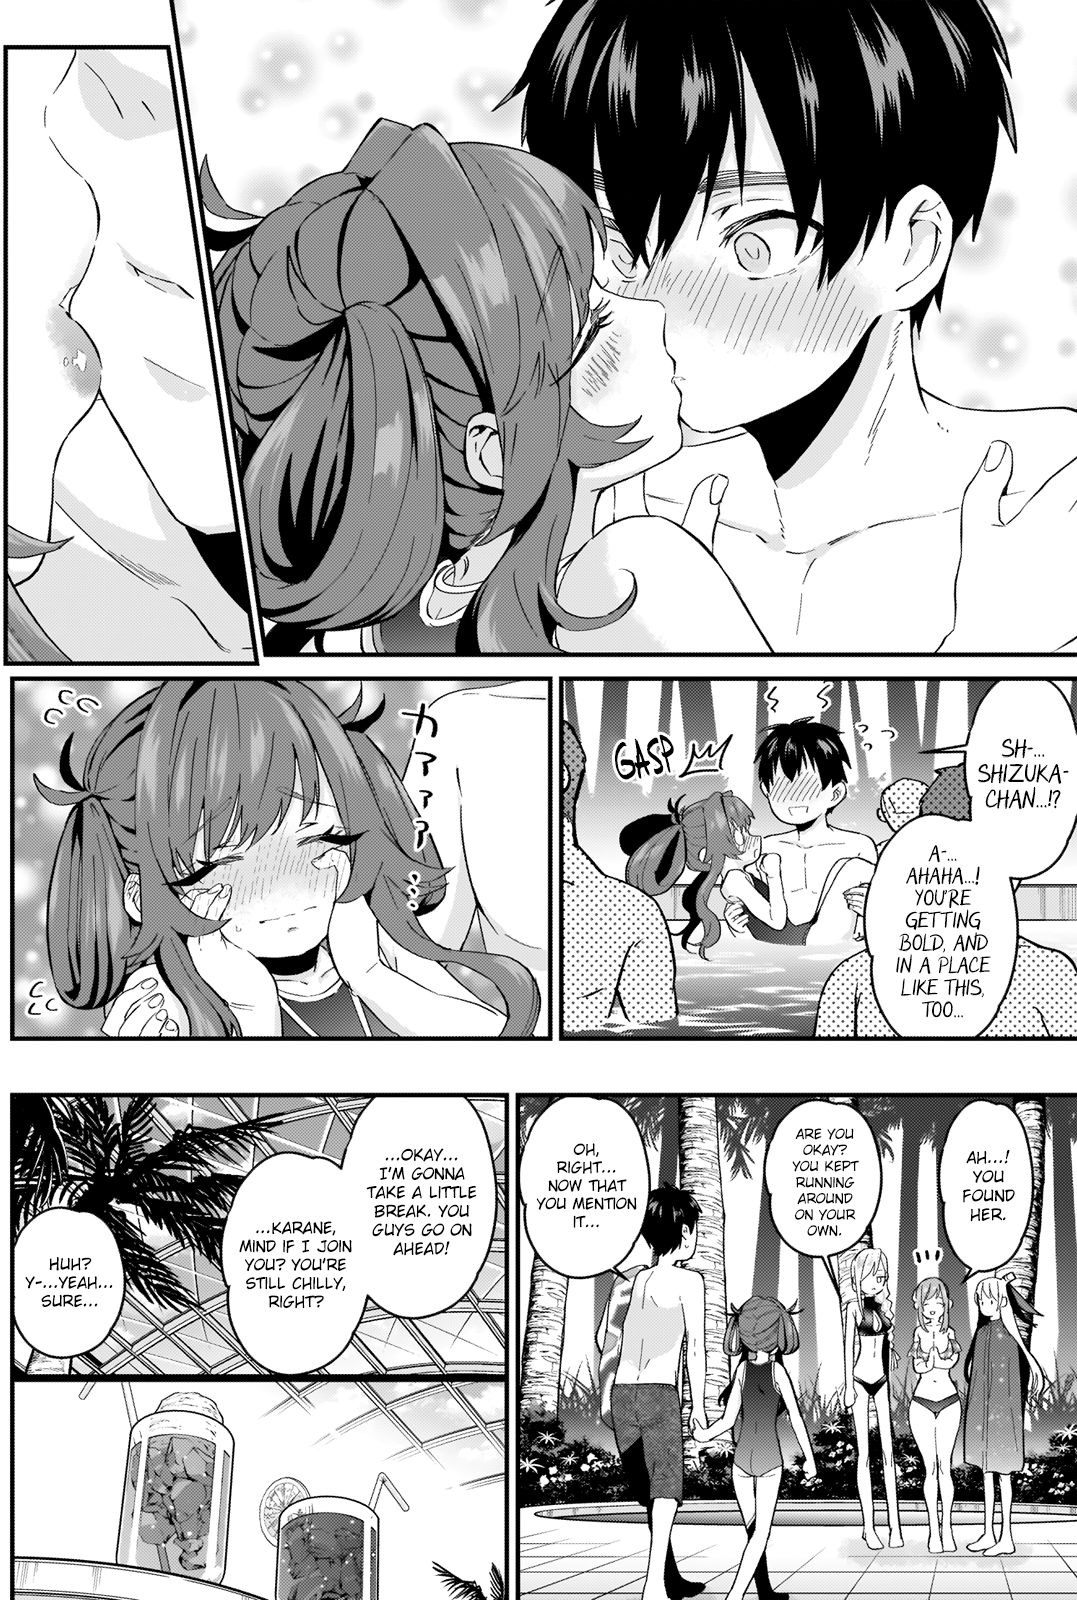 SH-...
SHIZUKA-
CHAN...!?
A-...
AHAHA...!
YOU'RE
GETTING
BOLD, AND
IN A PLACE
LIKE THIS,
TOO...
GASP
カァァァ
AH...!
YOU
FOUND
HER.
ARE YOU
OKAY?
YOU KEPT
RUNNING
AROUND
ON YOUR
OWN.
OH,
RIGHT...
NOW THAT
YOU MENTION
IT...
...OKAY...
I'M GONNA
TAKE A LITTLE
BREAK. YOU
GUYS GO ON
AHEAD!
...KARANE,
MIND IF I JOIN
YOU? YOU'RE
STILL CHILLY,
RIGHT?
HUH?
Y-...YEAH...
SURE...